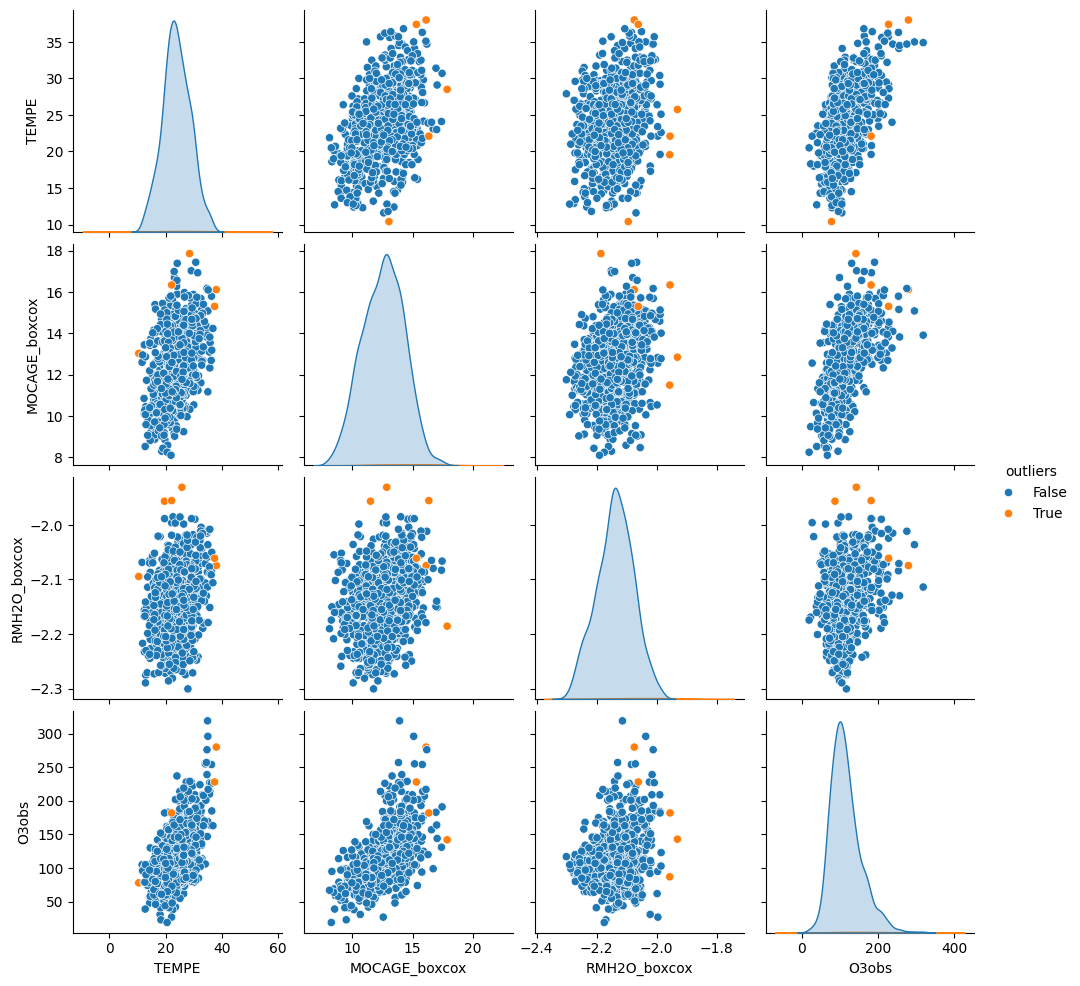 TEMPE
35
30
25
20
15
10
MOCAGE_boxcox
18
16
14
12
10
8
outliers
False
True
RMH2O_boxcox
−2.0
−2.1
−2.2
−2.3
O3obs
300
250
200
150
100
50
0 20 40 60
10 15 20
−2.4 −2.2 −2.0 −1.8
0 200 400
TEMPE MOCAGE_boxcox RMH2O_boxcox O3obs